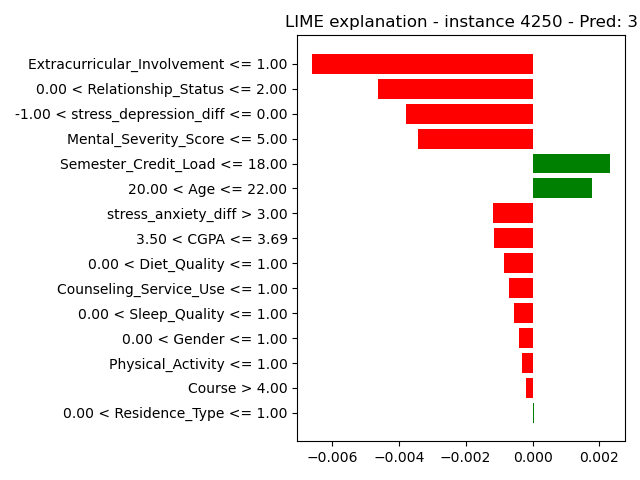 LIME explanation - instance 4250 - Pred: 3
Extracurricular_Involvement <= 1.00
0.00 < Relationship_Status <= 2.00
-1.00 < stress_depression_diff <= 0.00
Mental_Severity_Score <= 5.00
Semester_Credit_Load <= 18.00
20.00 < Age <= 22.00
stress_anxiety_diff > 3.00
3.50 < CGPA <= 3.69
0.00 < Diet_Quality <= 1.00
Counseling_Service_Use <= 1.00
0.00 < Sleep_Quality <= 1.00
0.00 < Gender <= 1.00
Physical_Activity <= 1.00
Course > 4.00
0.00 < Residence_Type <= 1.00
−0.006 −0.004 −0.002 0.000 0.002